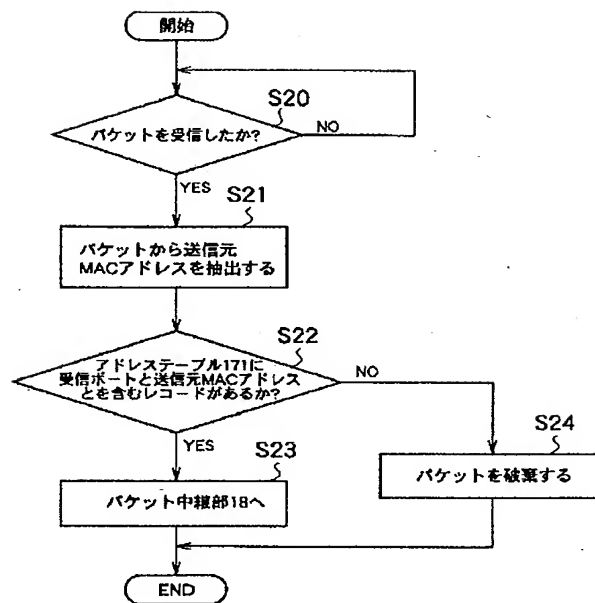 開始
S20
パケットを受信したか?
NO
YES
S21
パケットから送信元
MACアドレスを抽出する
S22
アドレステーブル171に
受信ポートと送信元MACアドレス
とを含むレコードがあるか?
NO
YES
S23
S24
パケット中継部18へ
パケットを破棄する
END